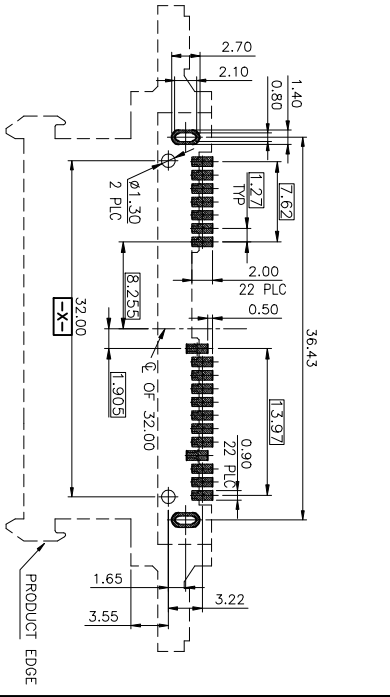 2.70
2.10
1.40
0.80
Ø1.30
2 PLC
7.62
1.27
TYP
2.00
22 PLC
0.50
36.43
8.255
32.00
-X-
1.905
℄ OF 32.00
13.97
0.90
22 PLC
1.65
3.22
3.55
PRODUCT EDGE